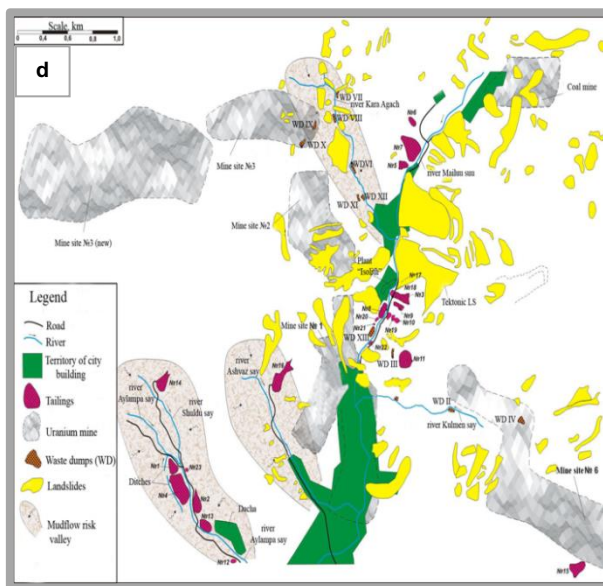 Scale, km
0 0,4 0,8 1,0
d
№6
WD VII
river Kara Agach
Coal mine
WD IX
WD VIII
№7
WD X
№5
Mine site №3
WD VI
river Mailuu suu
WD XII
WD XI
Mine site №3 (new)
Mine site №2
Plant
"Isolith"
№17
№18
№3
Tektonic LS
№8
№9
№20
№10
Mine site № 1
№21
№19
WD XIII
№22
WD III
№11
Legend
Road
River
Territory of city
building
Tailings
Uranium mine
Waste dumps (WD)
Landslides
Mudflow risk
valley
river
Ashvaz say
№16
№14
river
Aylampa say
river
Shuldu say
WD II
WD IV
river Kulmen say
№1
№23
Ditches
№4
№2
№13
Dacha
river
Aylampa say
№12
Mine site № 6
№15